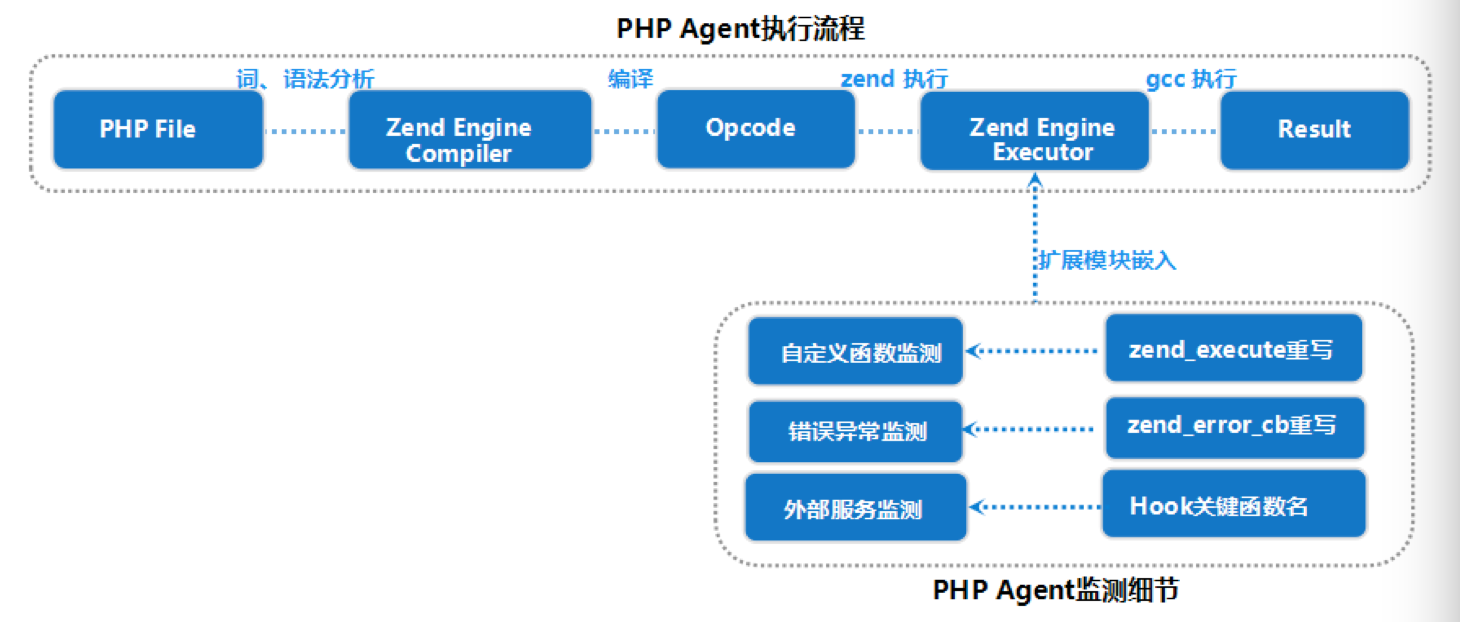 PHP Agent执行流程
词、语法分析
编译
zend 执行
gcc 执行
PHP File
Zend Engine
Compiler
Opcode
Zend Engine
Executor
Result
扩展模块嵌入
自定义函数监测
zend_execute重写
错误异常监测
zend_error_cb重写
外部服务监测
Hook关键函数名
PHP Agent监测细节